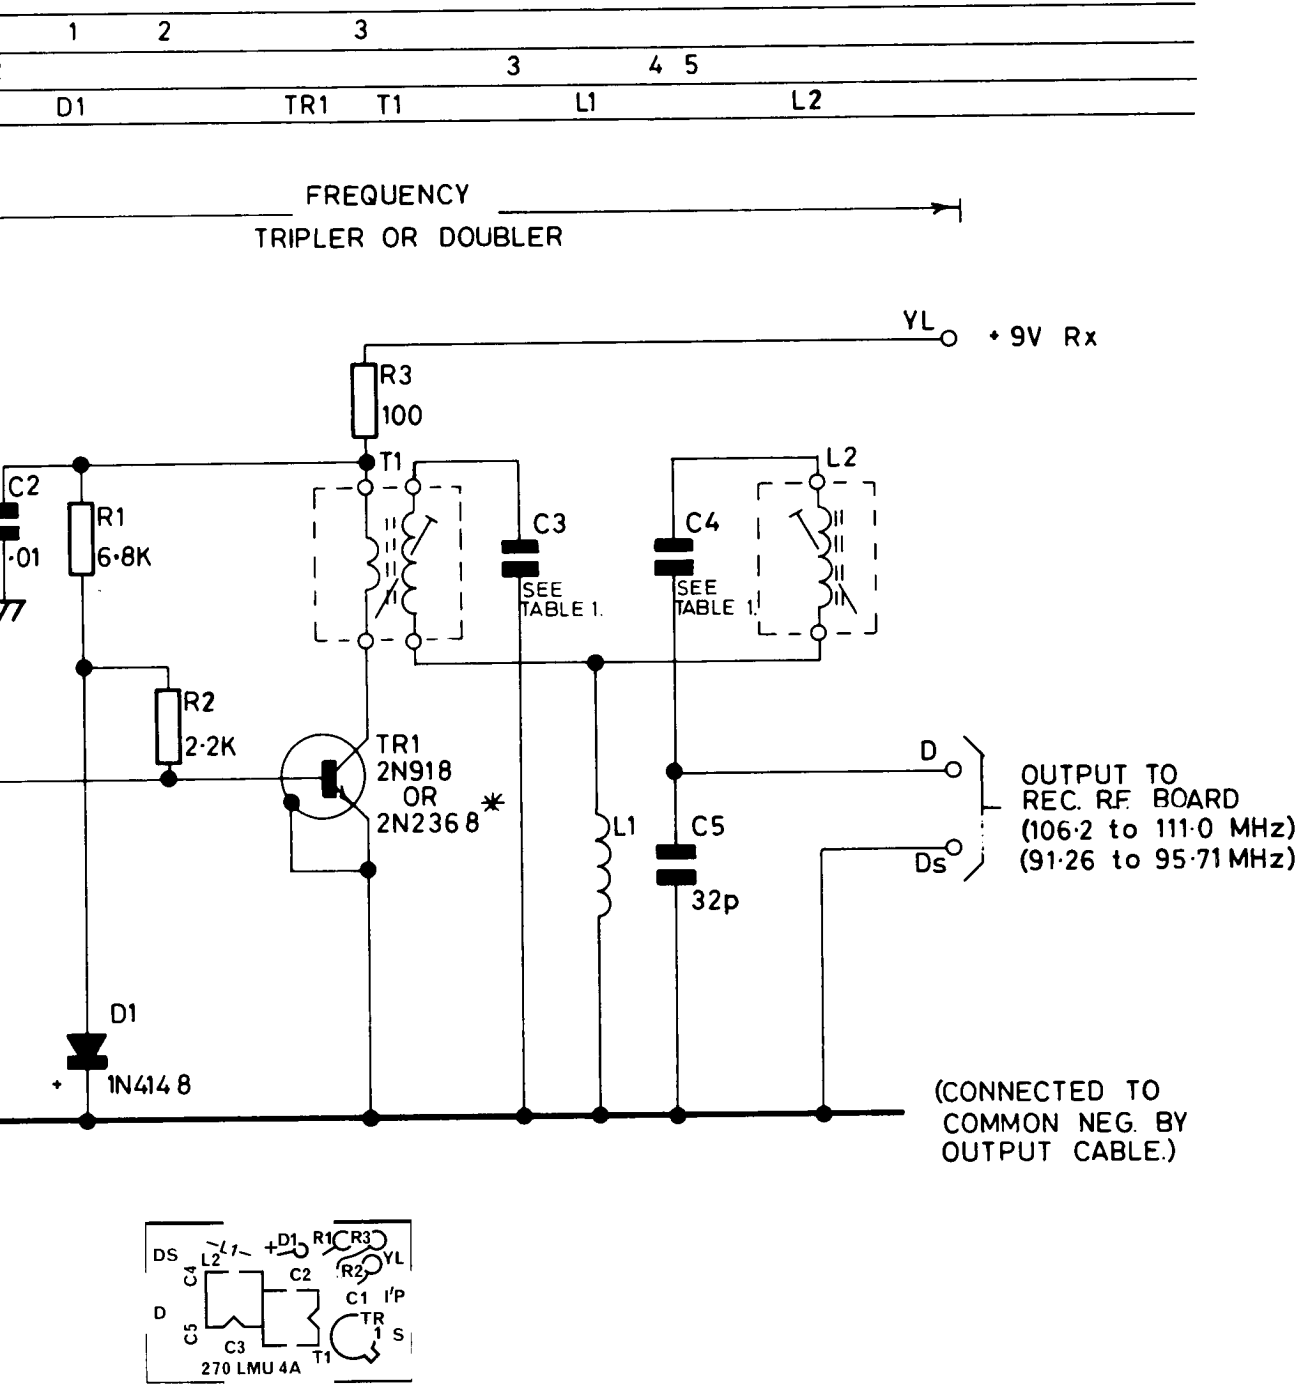 1 2 3
3 4 5
D1 TR1 T1 L1 L2
FREQUENCY
TRIPLER OR DOUBLER
YL + 9V Rx
R3
100
T1
L2
C2
.01
R1
6·8K
C3
SEE
TABLE 1.
C4
SEE
TABLE 1.
R2
2·2K
TR1
2N918
OR
2N2368 *
L1
C5
32p
D
Ds
OUTPUT TO
REC. R.F. BOARD
(106·2 to 111·0 MHz)
(91·26 to 95·71 MHz)
D1
+ 1N4148
(CONNECTED TO
COMMON NEG. BY
OUTPUT CABLE.)
DS L2 L1 + D1 R1 R3
C4 C2 R2 YL
D C1 I'P
C5 C3 TR
1 S
T1
270 LMU 4A